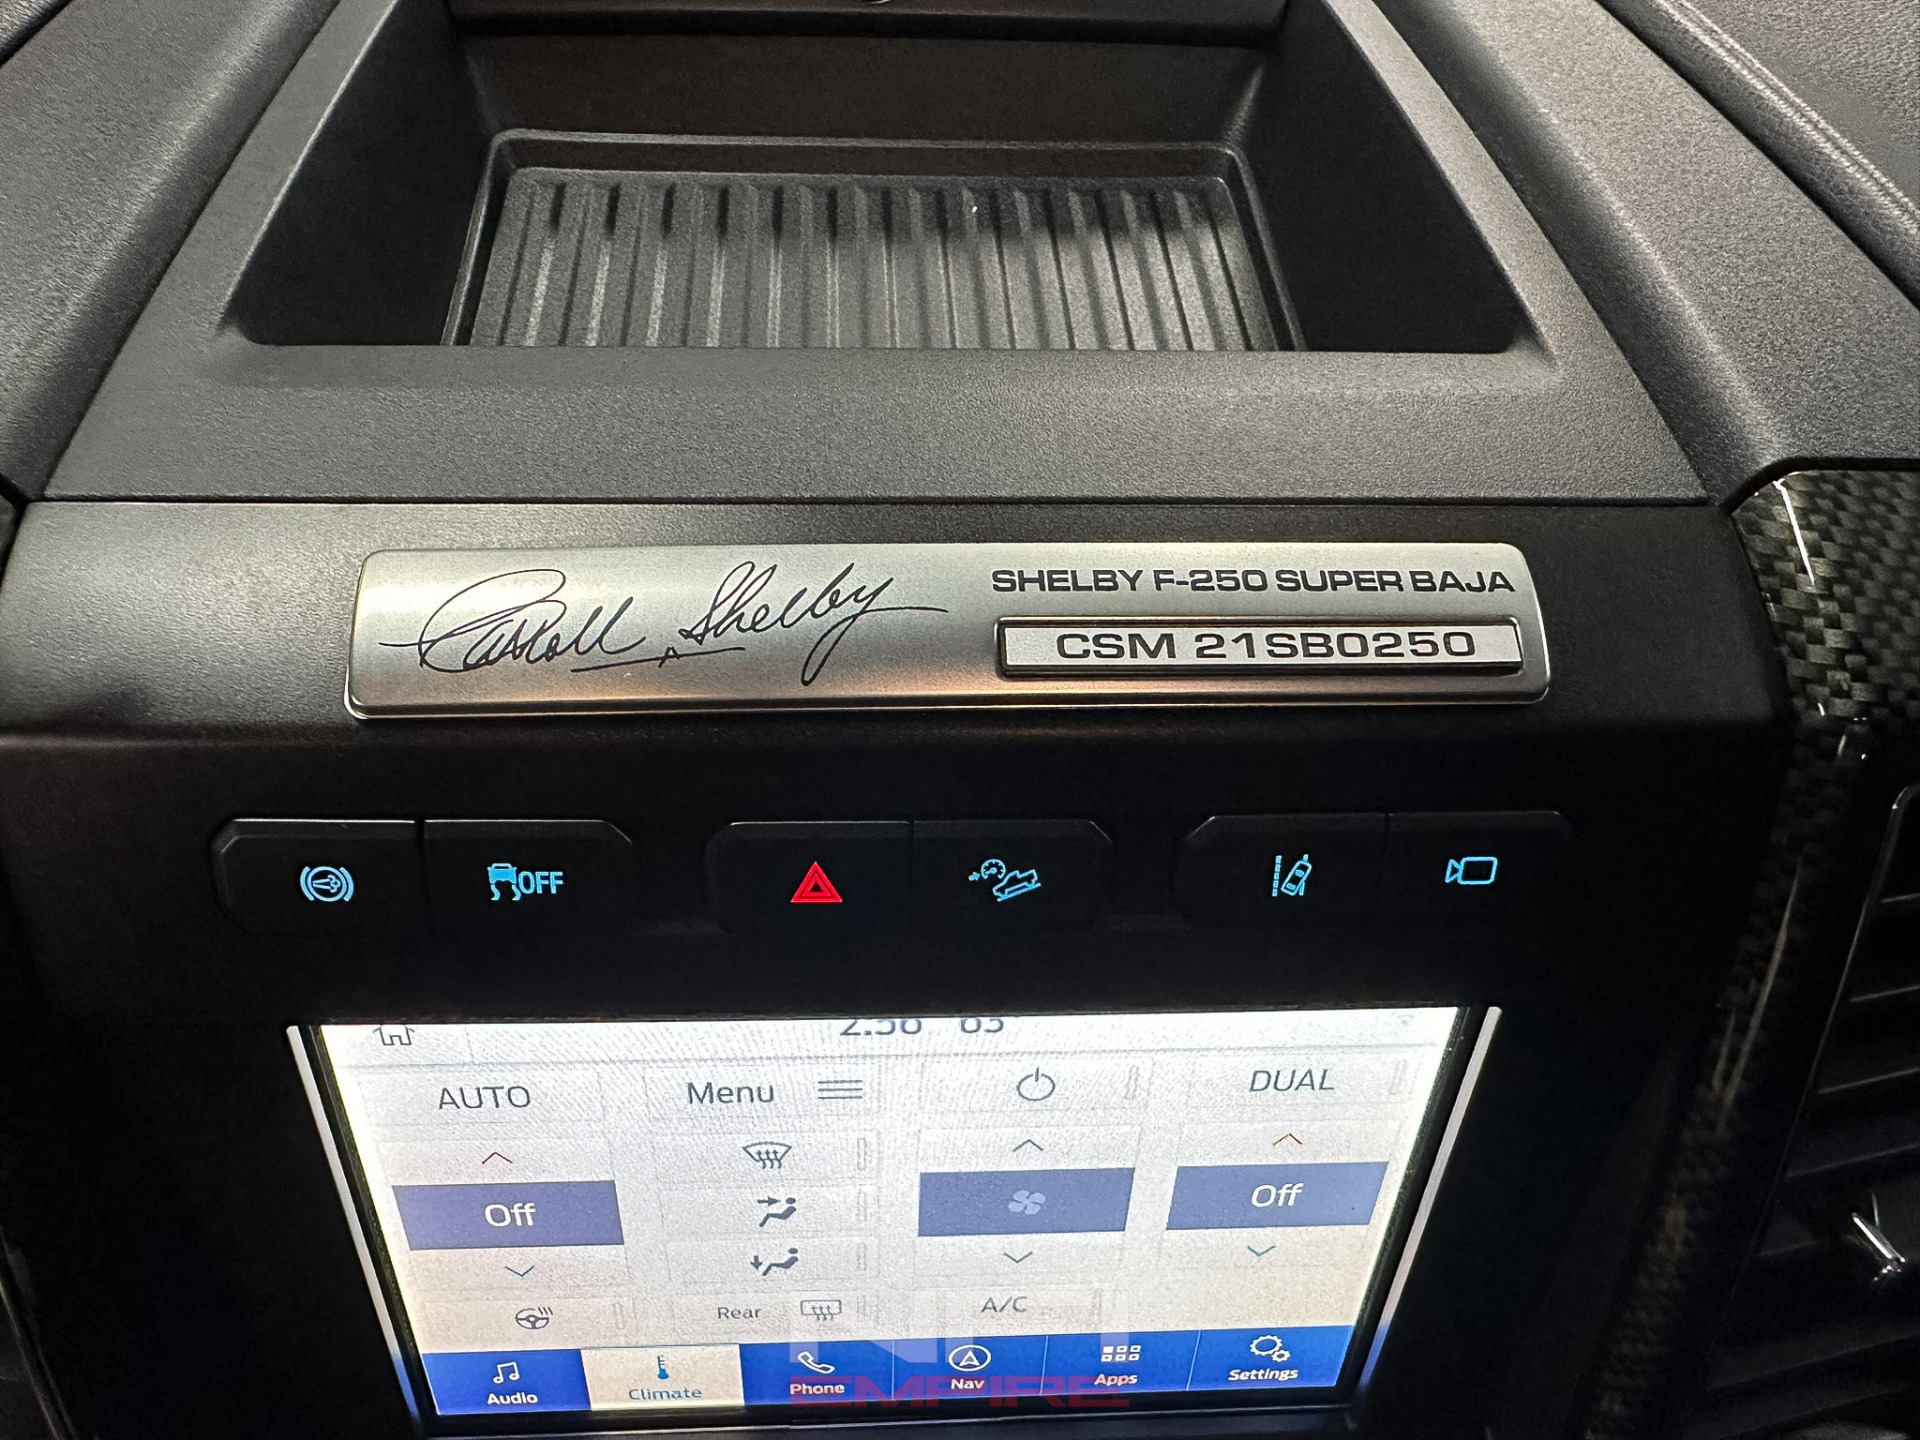 Carroll Shelby
SHELBY F-250 SUPER BAJA
CSM 21SB0250
OFF
AUTO
Menu
DUAL
Off
Off
Rear
A/C
Audio
Climate
Phone
Nav
Apps
Settings
EMPIRE